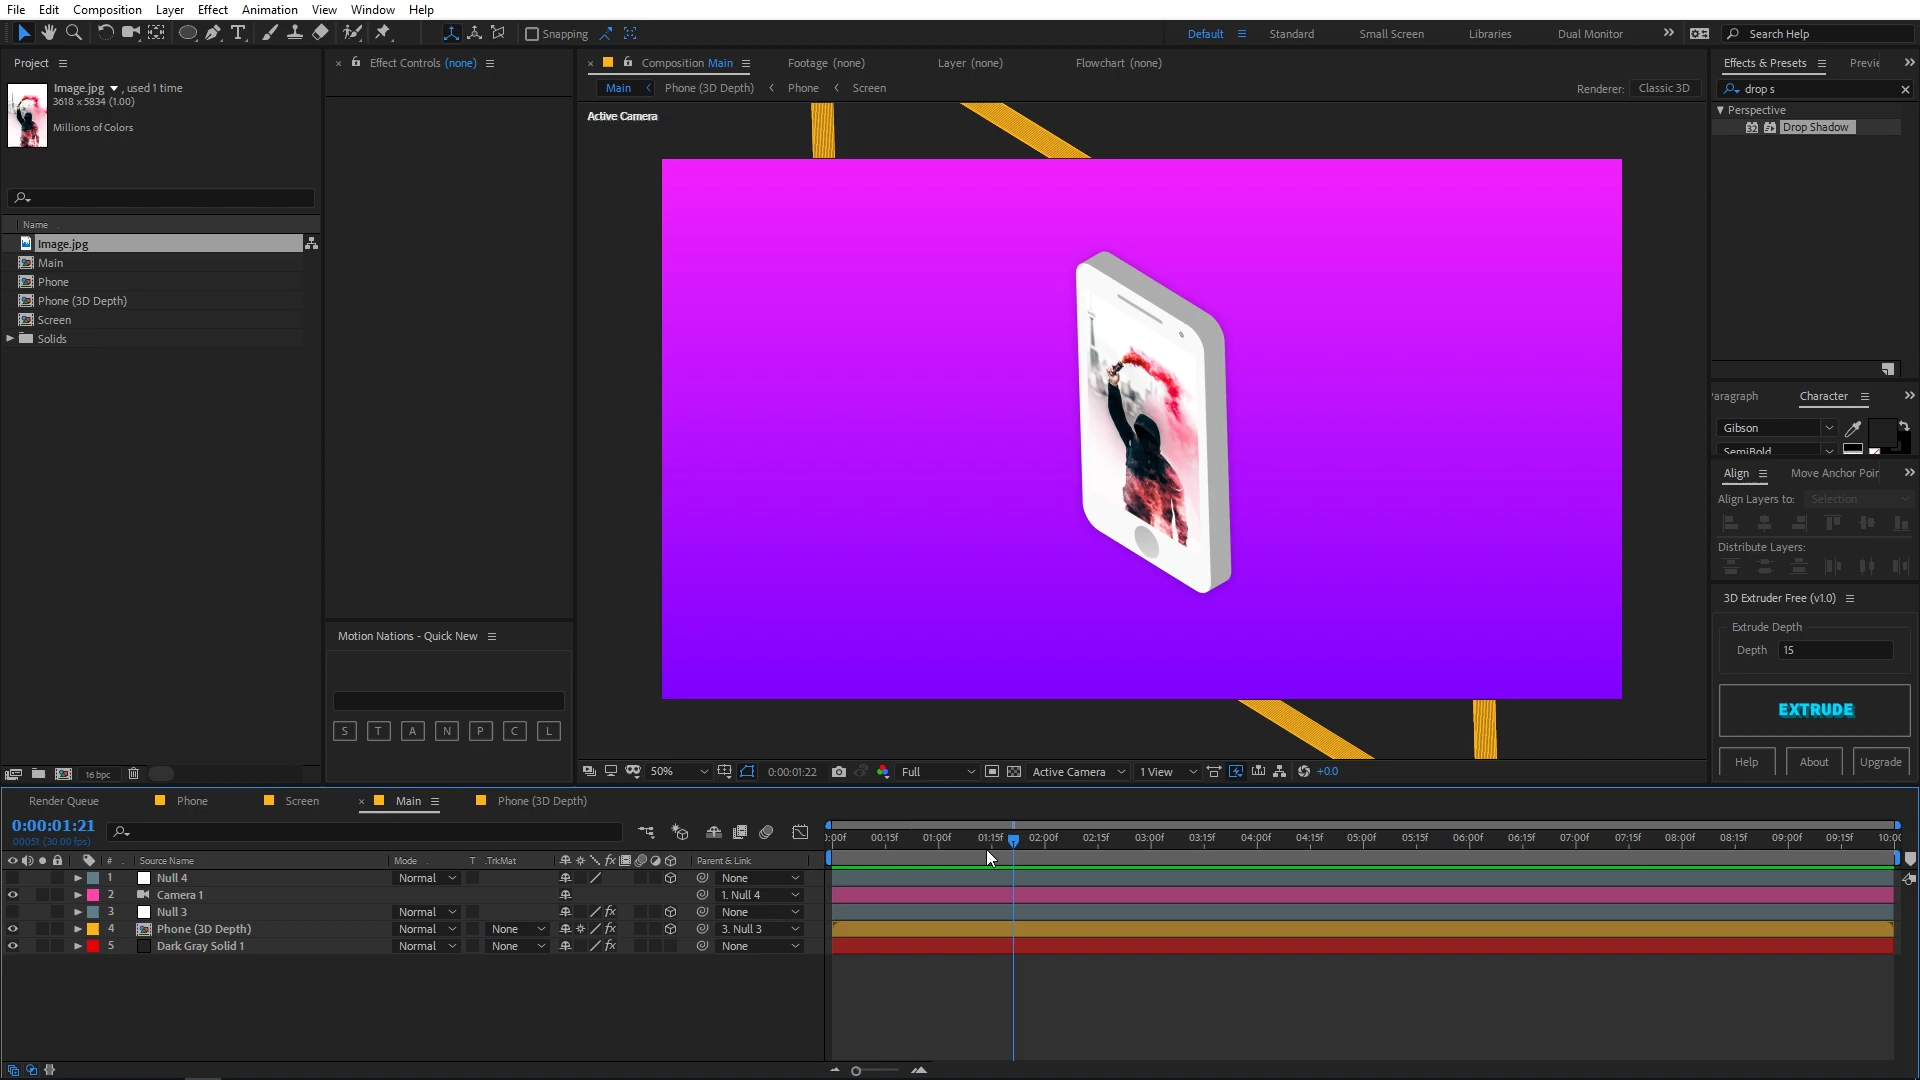 File Edit Composition Layer Effect Animation View Window Help
Snapping
Default Standard Small Screen Libraries Dual Monitor Search Help
Project
Image.jpg , used 1 time
3618 x 5834 (1.00)
Millions of Colors
Name
Image.jpg
Main
Phone
Phone (3D Depth)
Screen
Solids
16 bpc
Effect Controls (none)
Motion Nations - Quick New
S T A N P C L
Composition Main Footage (none) Layer (none) Flowchart (none)
Main Phone (3D Depth) Phone Screen
Renderer: Classic 3D
Active Camera
50% 0:00:01:22 Full Active Camera 1 View +0.0
Effects & Presets Previe
drop s
Perspective
32 Drop Shadow
aragraph Character
Gibson
SemiBold
Align Move Anchor Poir
Align Layers to: Selection
Distribute Layers:
3D Extruder Free (v1.0)
Extrude Depth
Depth 15
EXTRUDE
Help About Upgrade
Render Queue Phone Screen Main Phone (3D Depth)
0:00:01:21
00051 (30.00 fps)
# Source Name Mode T .TrkMat fx Parent & Link
1 Null 4 Normal None
2 Camera 1 1. Null 4
3 Null 3 Normal fx None
4 Phone (3D Depth) Normal None fx 3. Null 3
5 Dark Gray Solid 1 Normal None fx None
):00f 00:15f 01:00f 01:15f 02:00f 02:15f 03:00f 03:15f 04:00f 04:15f 05:00f 05:15f 06:00f 06:15f 07:00f 07:15f 08:00f 08:15f 09:00f 09:15f 10:0(